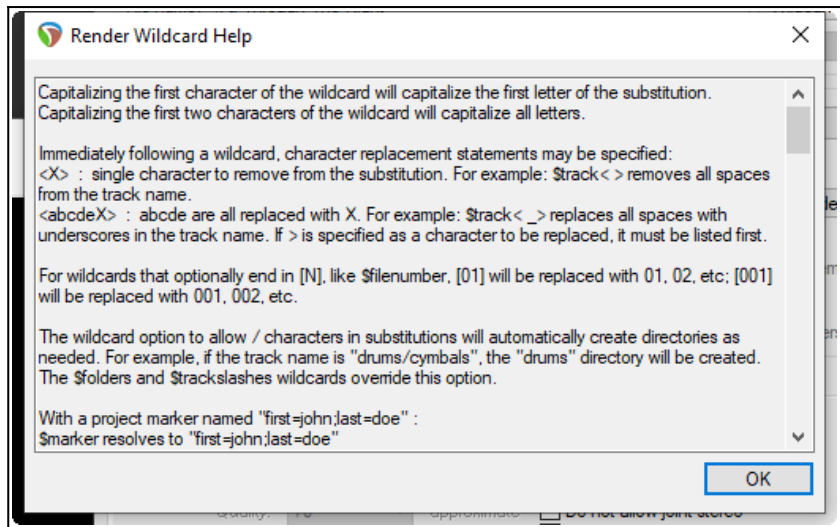 Render Wildcard Help
Capitalizing the first character of the wildcard will capitalize the first letter of the substitution.
Capitalizing the first two characters of the wildcard will capitalize all letters.
Immediately following a wildcard, character replacement statements may be specified:
<X> : single character to remove from the substitution. For example: $track< > removes all spaces
from the track name.
<abcdeX> : abcde are all replaced with X. For example: $track< _> replaces all spaces with
underscores in the track name. If > is specified as a character to be replaced, it must be listed first.
For wildcards that optionally end in [N], like $filenumber, [01] will be replaced with 01, 02, etc; [001]
will be replaced with 001, 002, etc.
The wildcard option to allow / characters in substitutions will automatically create directories as
needed. For example, if the track name is "drums/cymbals", the "drums" directory will be created.
The $folders and $trackslashes wildcards override this option.
With a project marker named "first=john;last=doe" :
$marker resolves to "first=john;last=doe"
OK